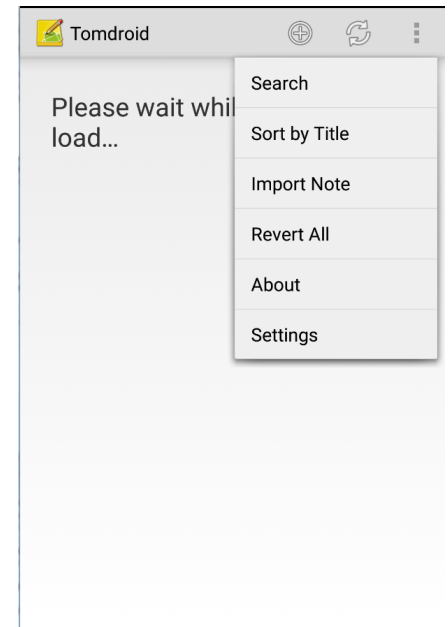 Tomdroid
Please wait whil
load...
Search
Sort by Title
Import Note
Revert All
About
Settings